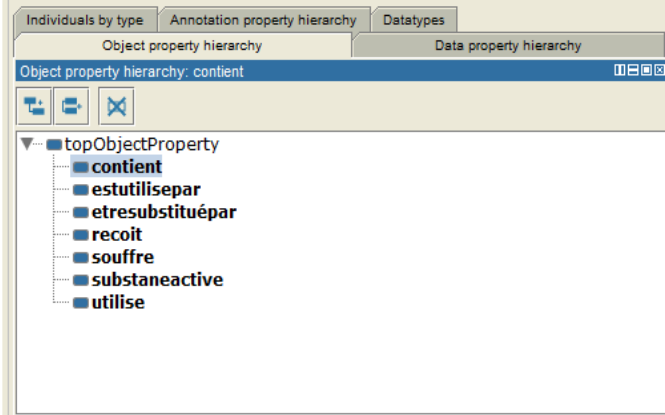 Individuals by type Annotation property hierarchy Datatypes
Object property hierarchy Data property hierarchy
Object property hierarchy: contient
topObjectProperty
contient
estutilisepar
etresubstituépar
recoit
souffre
substaneactive
utilise